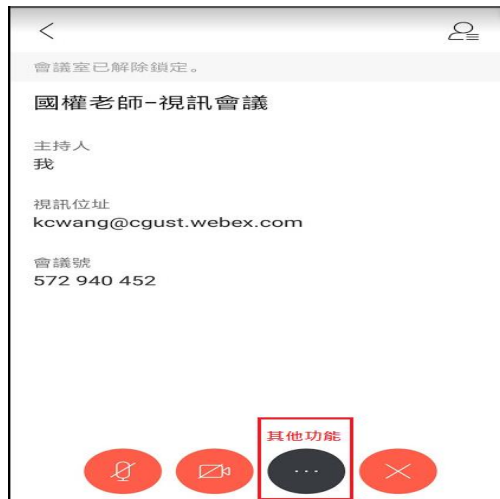 會議室已解除鎖定。
國權老師-視訊會議
主持人
我
視訊位址
kcwang@cgust.webex.com
會議號
572 940 452
其他功能